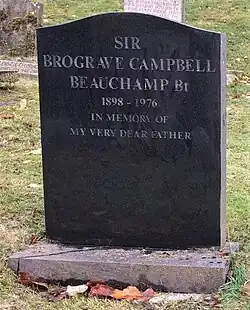 SIR
BROGRAVE CAMPBELL
BEAUCHAMP Bt
1898 - 1976
IN MEMORY OF
MY VERY DEAR FATHER